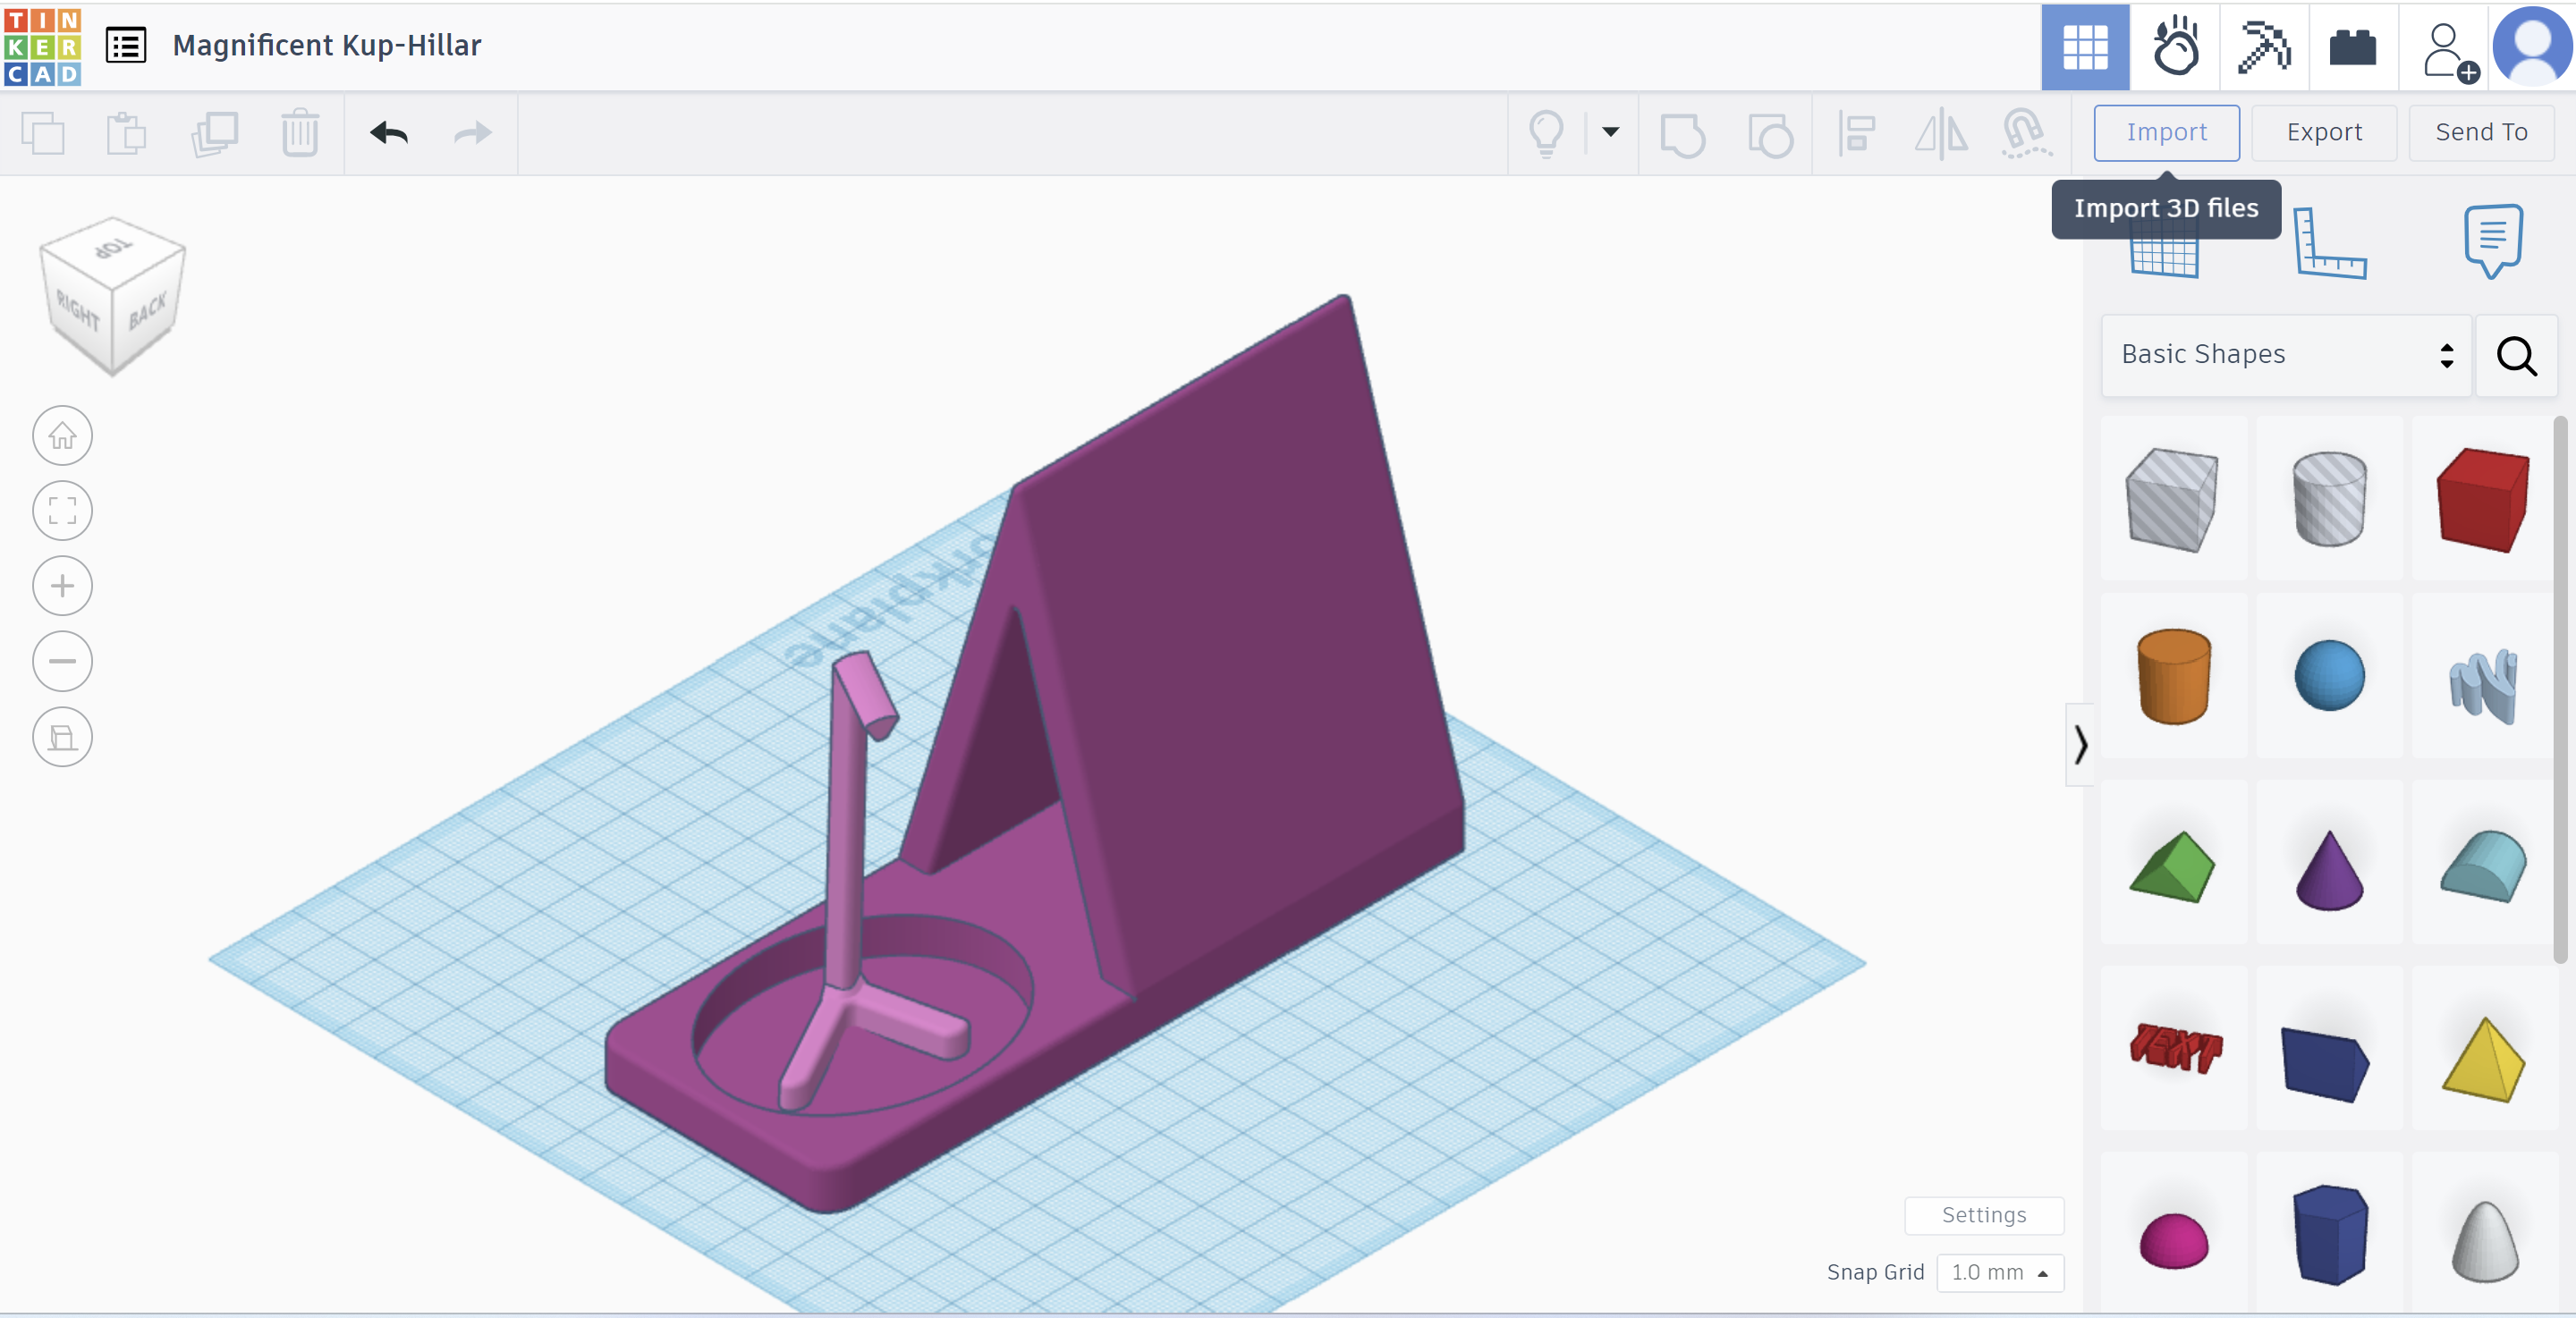 TIN
KER
CAD
Magnificent Kup-Hillar
Import
Export
Send To
Import 3D files
TOP
RIGHT
BACK
Basic Shapes
TEXT
Settings
Snap Grid
1.0 mm